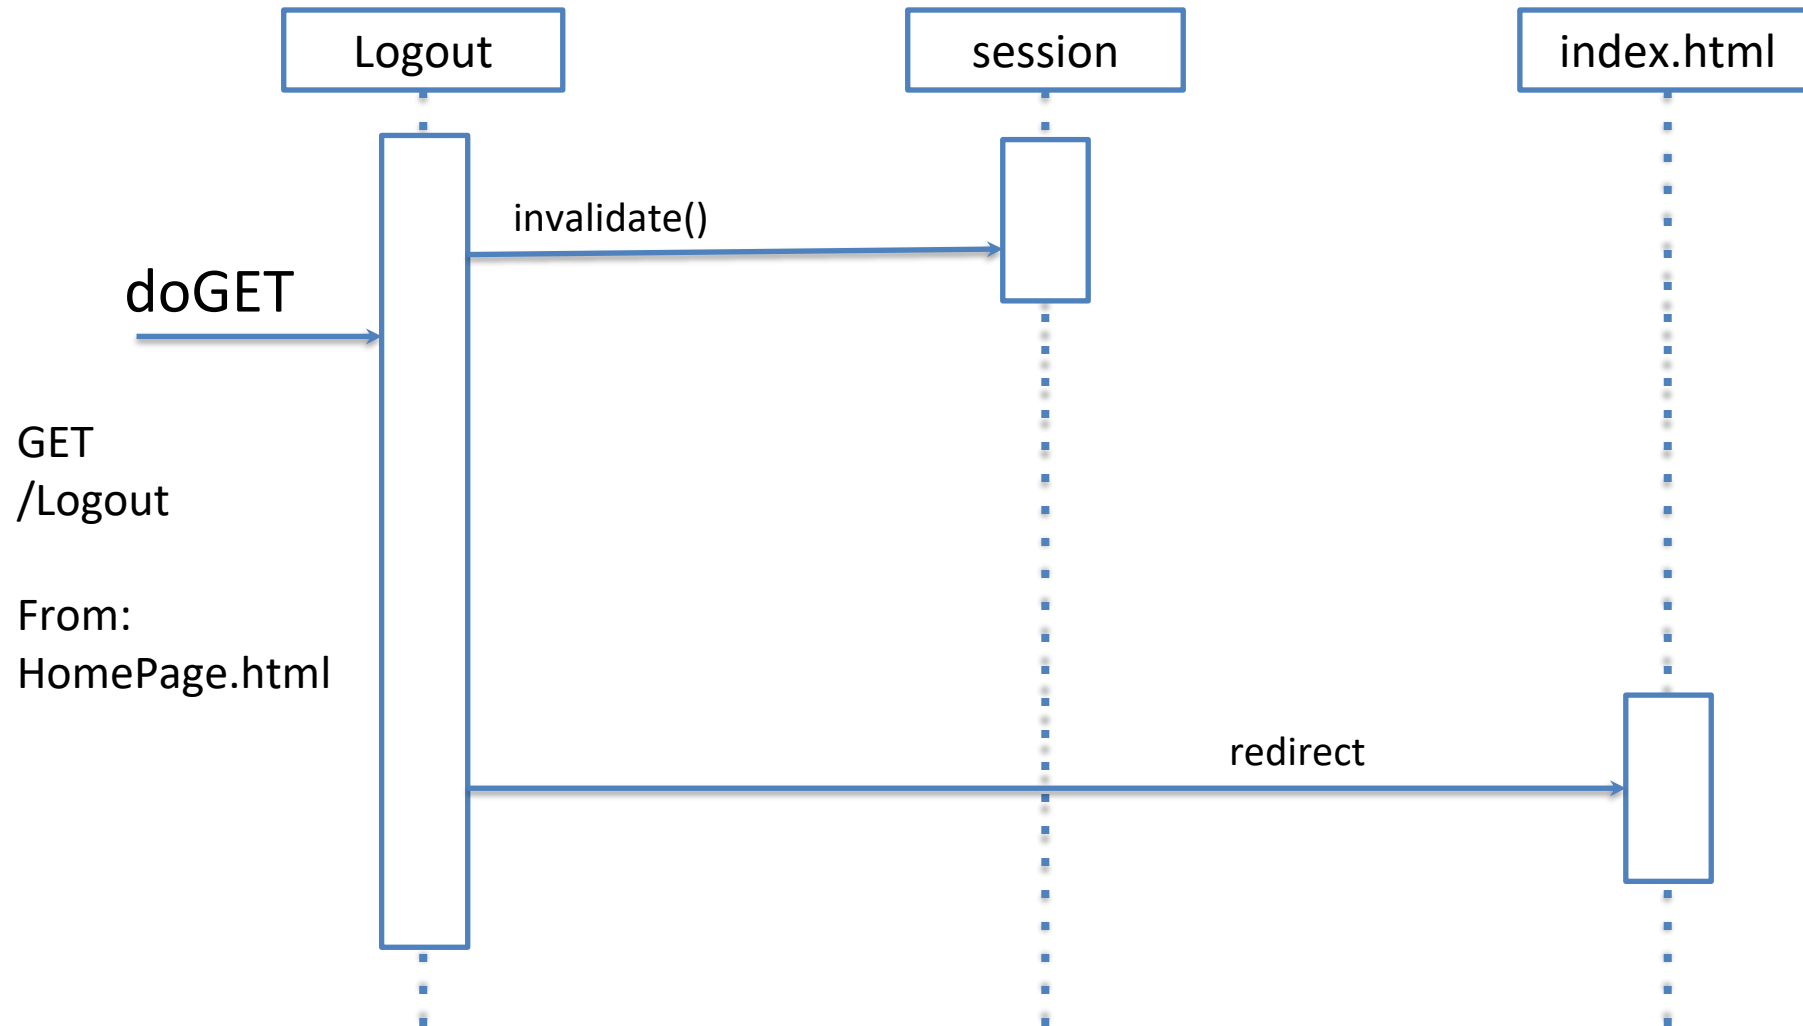 Logout
session
index.html
invalidate()
doGET
GET
/Logout
From:
HomePage.html
redirect